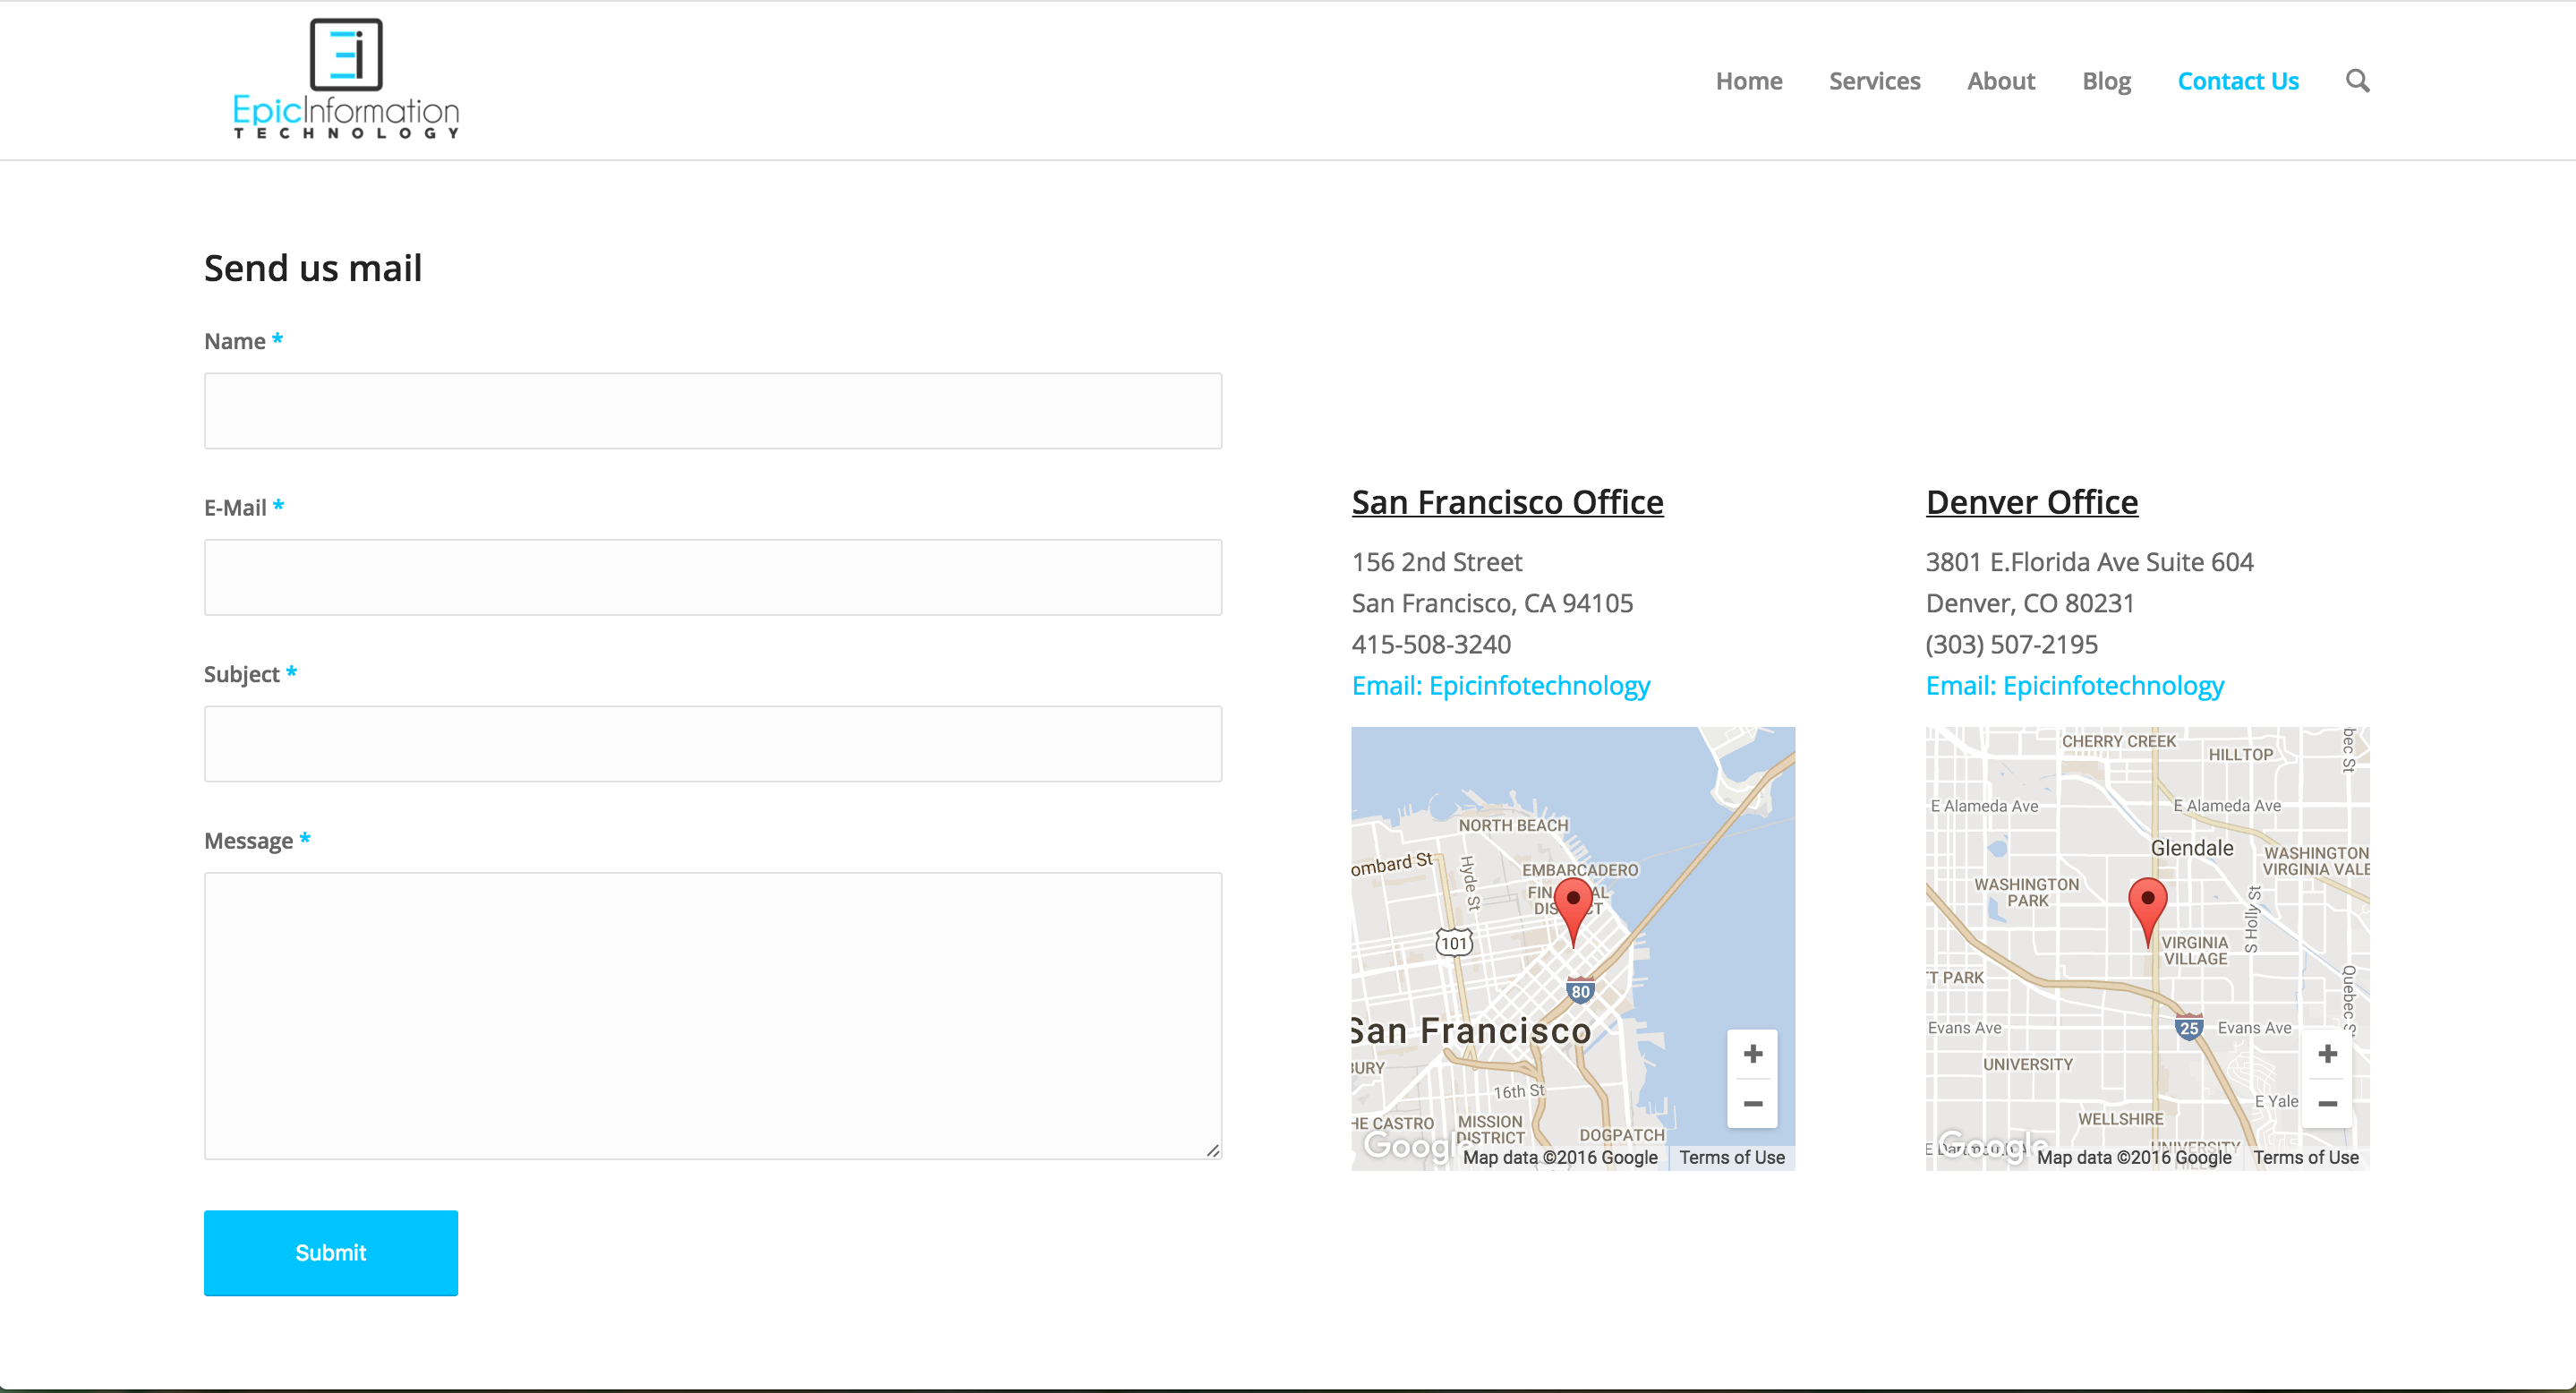 EpicInformation
TECHNOLOGY
Home
Services
About
Blog
Contact Us
Send us mail
Name *
E-Mail *
Subject *
Message *
Submit
San Francisco Office
156 2nd Street
San Francisco, CA 94105
415-508-3240
Email: Epicinfotechnology
NORTH BEACH
ombard St
Hyde St
EMBARCADERO
101
80
San Francisco
BURY
16th St
HE CASTRO
MISSION
DISTRICT
DOGPATCH
Google
Map data ©2016 Google
Terms of Use
Denver Office
3801 E.Florida Ave Suite 604
Denver, CO 80231
(303) 507-2195
Email: Epicinfotechnology
CHERRY CREEK
HILLTOP
bec St
E Alameda Ave
E Alameda Ave
Glendale
WASHINGTON
VIRGINIA VALE
WASHINGTON
PARK
S Holly St
VIRGINIA
VILLAGE
T PARK
Quebec S
Evans Ave
25
Evans Ave
UNIVERSITY
E Yale
WELLSHIRE
UNIVERSITY
Google
Map data ©2016 Google
Terms of Use